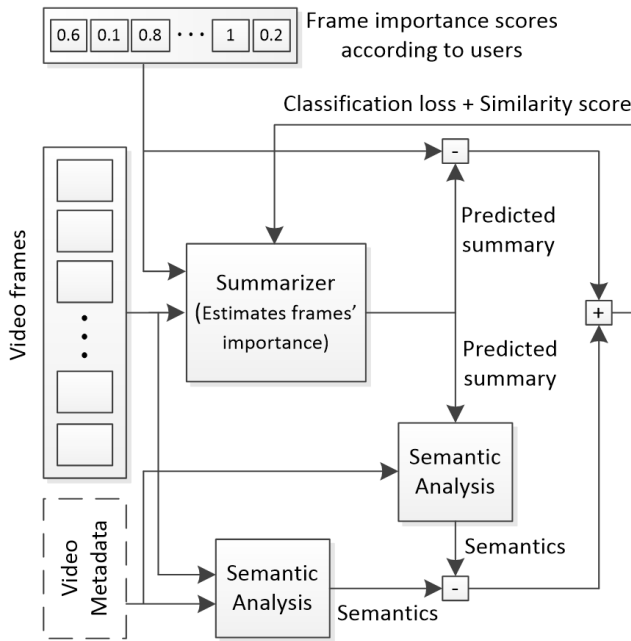 0.6 0.1 0.8 ··· 1 0.2
Frame importance scores
according to users
Classification loss + Similarity score
-
Predicted
summary
Video frames
Summarizer
(Estimates frames'
importance)
+
Predicted
summary
Semantic
Analysis
Semantics
Video
Metadata
Semantic
Analysis
Semantics
-